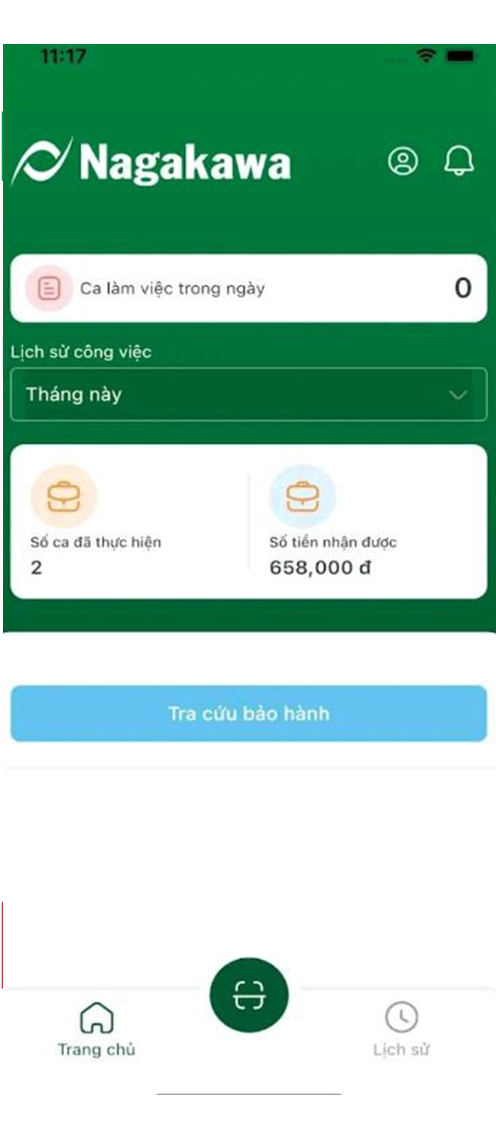 11:17
Nagakawa
Ca làm việc trong ngày
0
Lịch sử công việc
Tháng này
Số ca đã thực hiện
2
Số tiền nhận được
658,000 đ
Tra cứu bảo hành
Trang chủ
Lịch sử